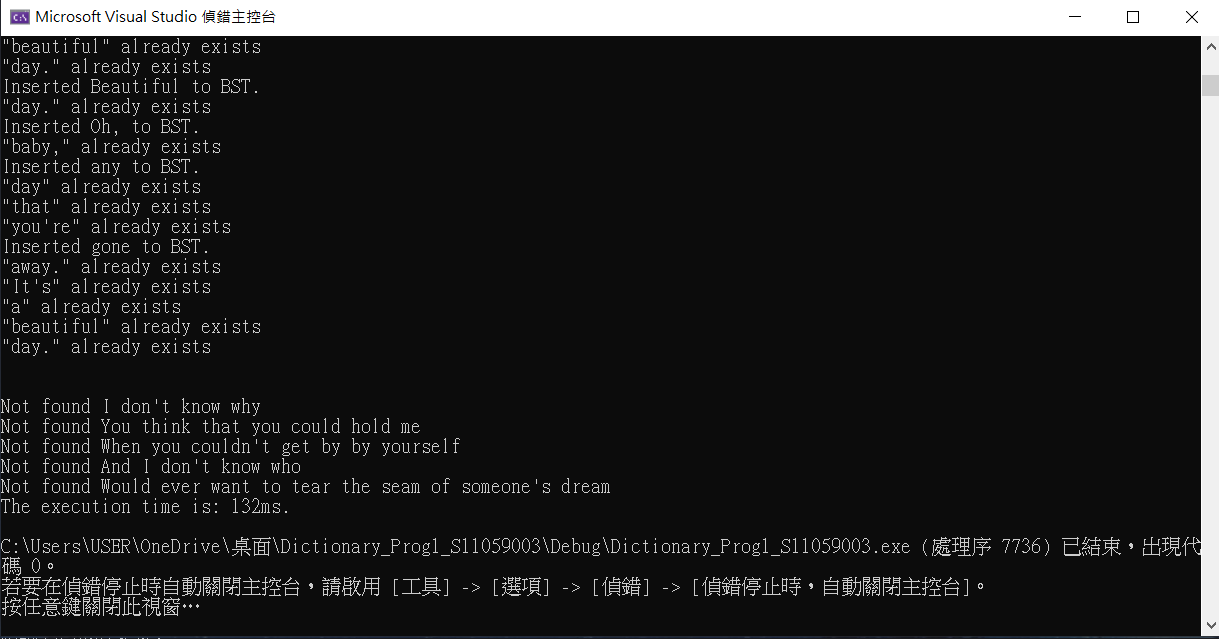 Microsoft Visual Studio 偵錯主控台
"beautiful" already exists
"day." already exists
Inserted Beautiful to BST.
"day." already exists
Inserted Oh, to BST.
"baby," already exists
Inserted any to BST.
"day" already exists
"that" already exists
"you're" already exists
Inserted gone to BST.
"away." already exists
"It's" already exists
"a" already exists
"beautiful" already exists
"day." already exists
Not found I don't know why
Not found You think that you could hold me
Not found When you couldn't get by by yourself
Not found And I don't know who
Not found Would ever want to tear the seam of someone's dream
The execution time is: 132ms.
C:\Users\USER\OneDrive\桌面\Dictionary_Prog1_S11059003\Debug\Dictionary_Prog1_S11059003.exe (處理序 7736) 已結束，出現代
碼 0。
若要在偵錯停止時自動關閉主控台，請啟用 [工具] -> [選項] -> [偵錯] -> [偵錯停止時，自動關閉主控台]。
按任意鍵關閉此視窗…